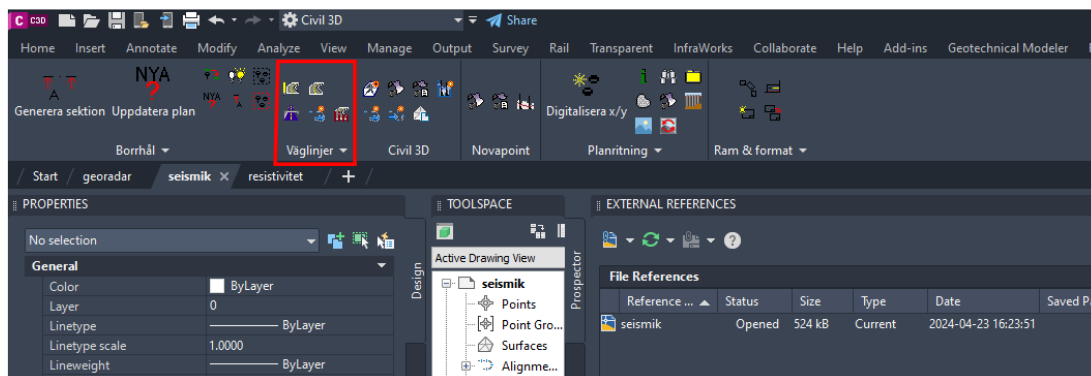 C C3D Civil 3D Share
Home Insert Annotate Modify Analyze View Manage Output Survey Rail Transparent InfraWorks Collaborate Help Add-ins Geotechnical Modeler
NYA
?
NYA
Generera sektion Uppdatera plan
Digitalisera x/y
Borrhål Väglinjer Civil 3D Novapoint Planritning Ram & format
Start georadar seismik resistivitet
PROPERTIES TOOLSPACE EXTERNAL REFERENCES
No selection
Active Drawing View
General
File References
Design
Prospector
Color ByLayer
seismik
Reference ... Status Size Type Date Saved P
Layer 0
Points
seismik Opened 524 kB Current 2024-04-23 16:23:51
Linetype ByLayer
Point Gro...
Linetype scale 1.0000
Surfaces
Lineweight ByLayer
Alignme...